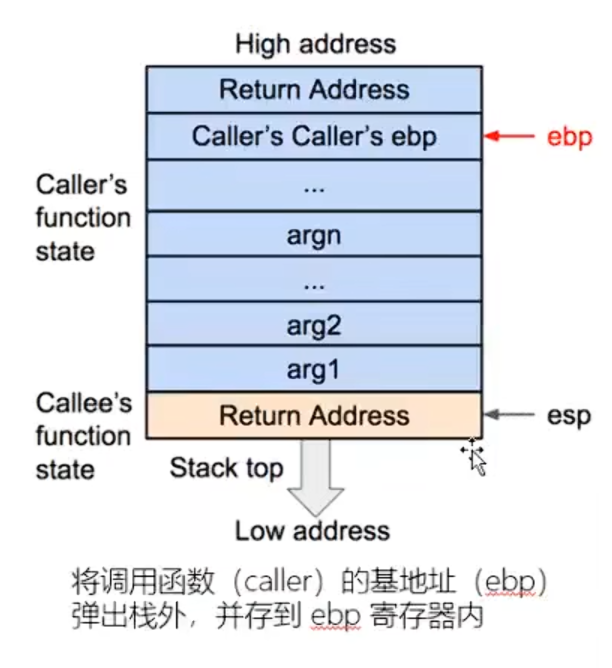 High address
Return Address
Caller's Caller's ebp
ebp
...
Caller's
function
state
argn
...
arg2
arg1
Callee's
function
state
Return Address
esp
Stack top
Low address
将调用函数（caller）的基地址（ebp）
弹出栈外，并存到 ebp 寄存器内